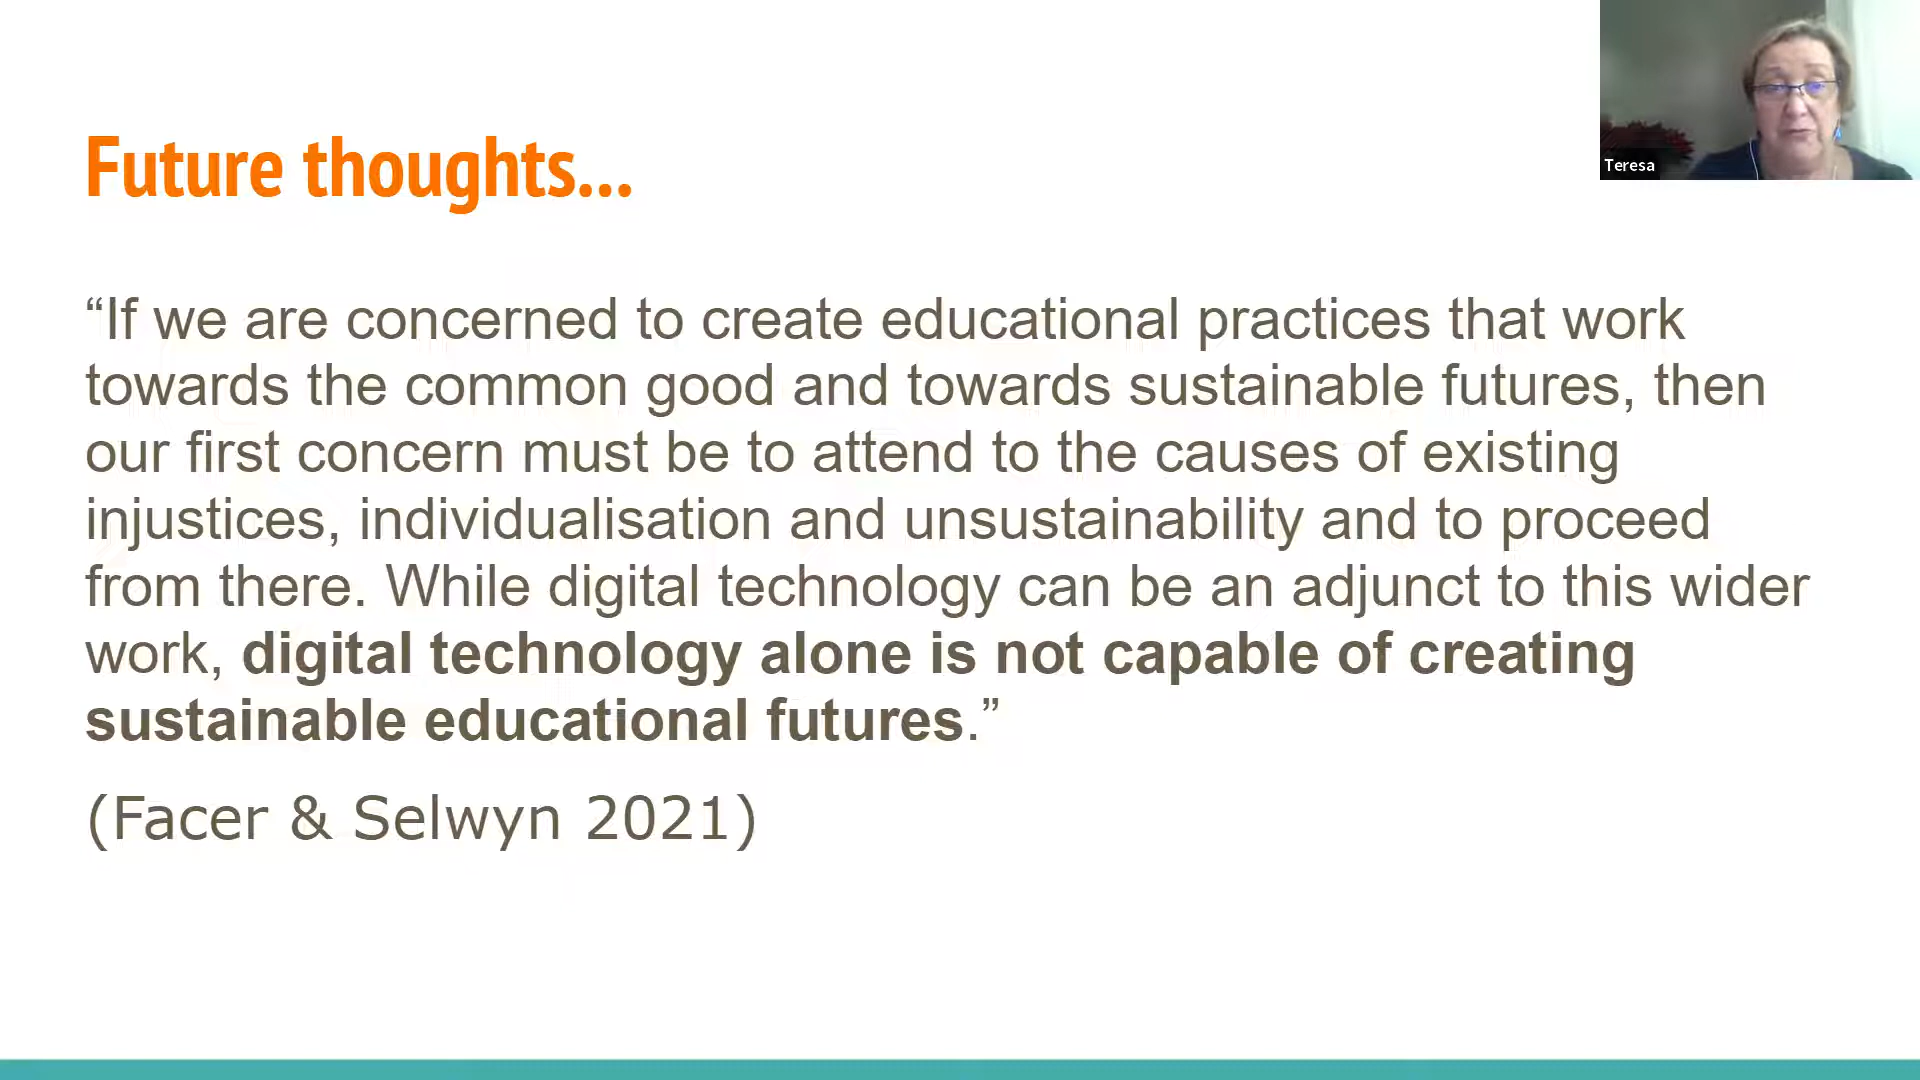 Future thoughts...
“If we are concerned to create educational practices that work
towards the common good and towards sustainable futures, then
our first concern must be to attend to the causes of existing
injustices, individualisation and unsustainability and to proceed
from there. While digital technology can be an adjunct to this wider
work, digital technology alone is not capable of creating
sustainable educational futures.”
(Facer & Selwyn 2021)
Teresa